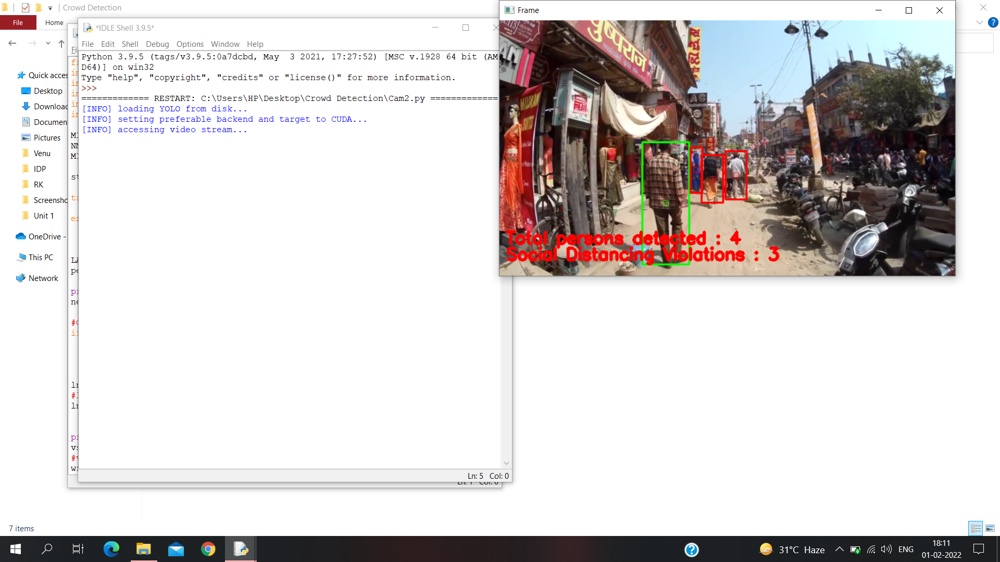 Crowd Detection
File
Home
Quick acces
Desktop
Downloac
Documen
Pictures
Venu
IDP
RK
Screensho
Unit 1
OneDrive -
This PC
Network
7 items
*IDLE Shell 3.9.5*
File Edit Shell Debug Options Window Help
Python 3.9.5 (tags/v3.9.5:0a7dcbd, May  3 2021, 17:27:52) [MSC v.1928 64 bit (AM
D64)] on win32
Type "help", "copyright", "credits" or "license()" for more information.
>>>
============= RESTART: C:\Users\HP\Desktop\Crowd Detection\Cam2.py =============
[INFO] loading YOLO from disk...
[INFO] setting preferable backend and target to CUDA...
[INFO] accessing video stream...
Ln: 5 Col: 0
Frame
पुष्पराज
AC
SUITS
Total persons detected : 4
Social Distancing Violations : 3
31°C Haze
ENG
18:11
01-02-2022